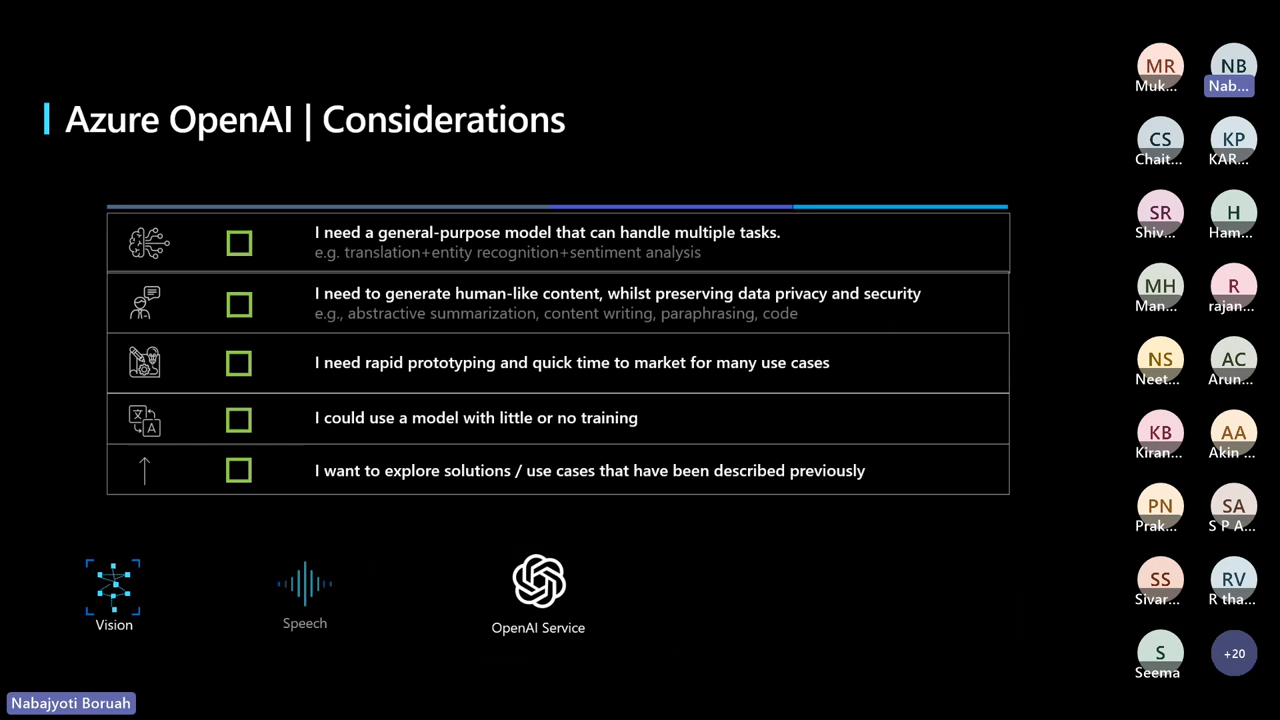 Azure OpenAI | Considerations
I need a general-purpose model that can handle multiple tasks.
e.g. translation+entity recognition+sentiment analysis
I need to generate human-like content, whilst preserving data privacy and security
e.g., abstractive summarization, content writing, paraphrasing, code
I need rapid prototyping and quick time to market for many use cases
I could use a model with little or no training
I want to explore solutions / use cases that have been described previously
Vision
Speech
OpenAI Service
Nabajyoti Boruah
MR
NB
Muk...
Nab...
CS
KP
Chait...
KAR...
SR
H
Shiv...
Ham...
MH
R
Man...
rajan...
NS
AC
Neet...
Arun...
KB
AA
Kiran...
Akin ...
PN
SA
Prak...
S P A...
SS
RV
Sivar...
R tha...
S
+20
Seema